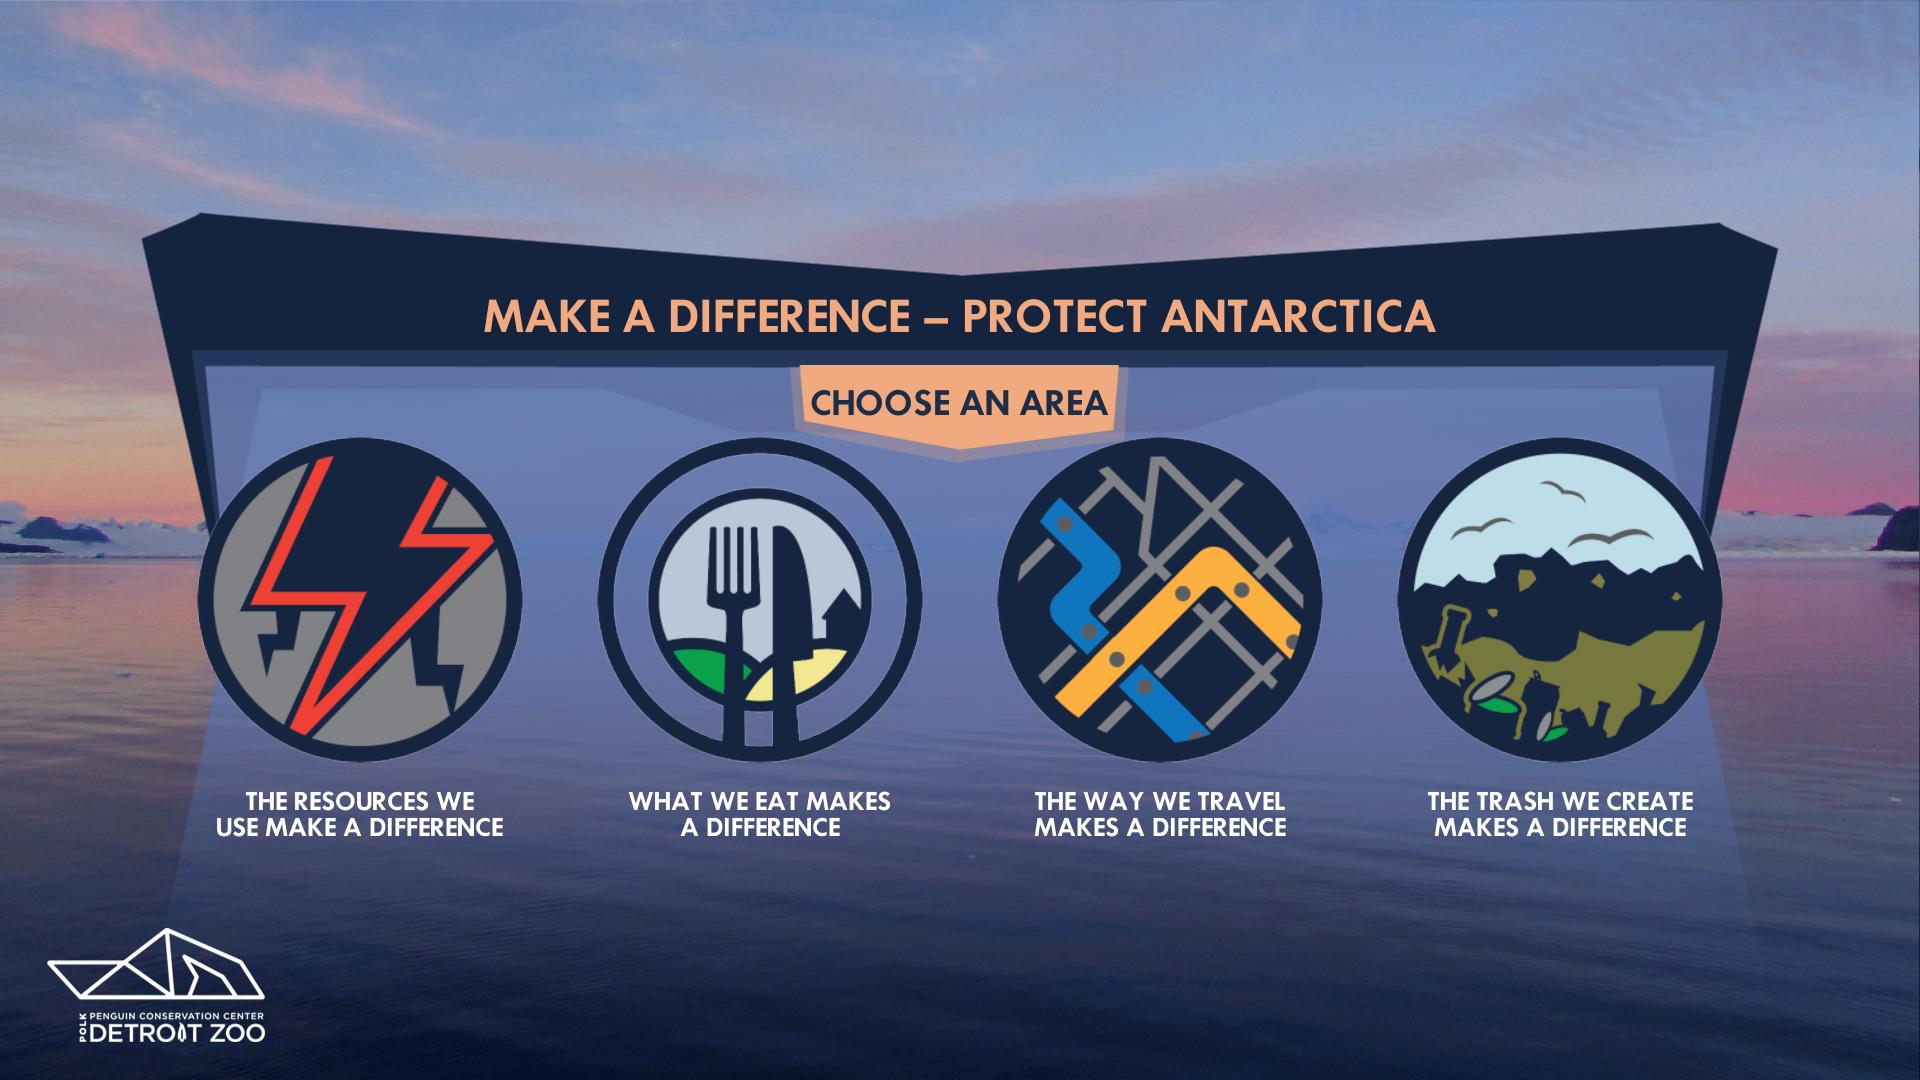 MAKE A DIFFERENCE – PROTECT ANTARCTICA
CHOOSE AN AREA
THE RESOURCES WE
USE MAKE A DIFFERENCE
WHAT WE EAT MAKES
A DIFFERENCE
THE WAY WE TRAVEL
MAKES A DIFFERENCE
THE TRASH WE CREATE
MAKES A DIFFERENCE
POLK
PENGUIN CONSERVATION CENTER
DETROIT ZOO